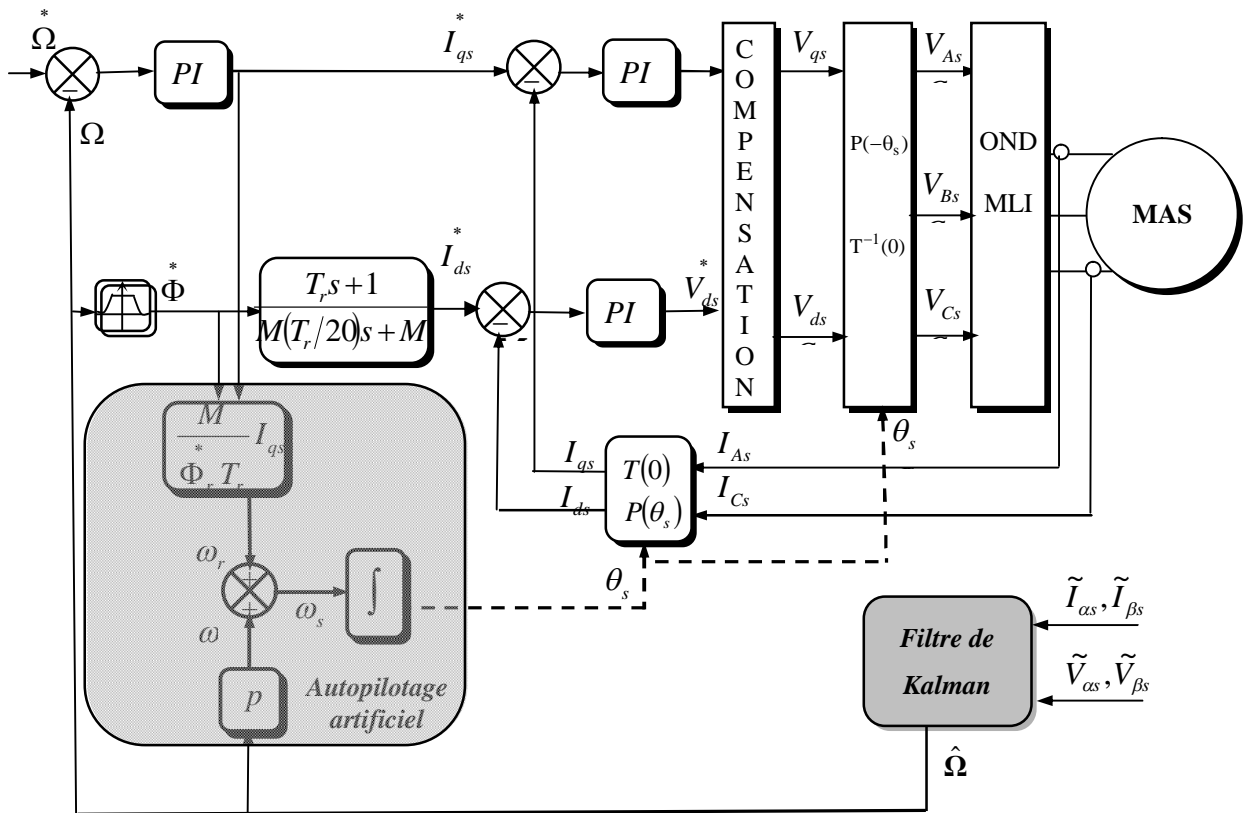 Ω*
PI
I*qs
PI
C
O
M
P
E
N
S
A
T
I
O
N
Vqs
VAs
~
Ω
P(−θs)
T⁻¹(0)
VBs
~
OND
MLI
MAS
Φ*
Trs+1
M(Tr/20)s+M
I*ds
PI
V*ds
Vds
~
VCs
~
M
Φ*r Tr
Iqs
Iqs
Ids
T(0)
P(θs)
IAs
~
ICs
θs
ωr
+
+
ωs
∫
θs
ω
p
Autopilotage
artificiel
Filtre de
Kalman
Ĩαs, Ĩβs
Ṽαs, Ṽβs
Ω̂